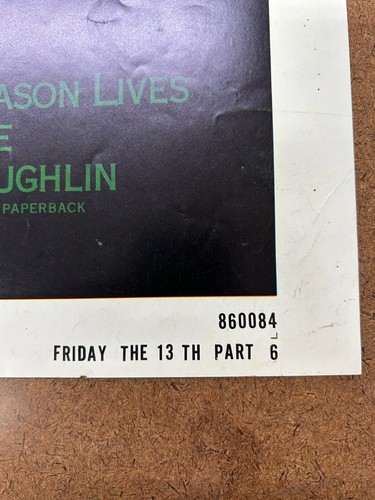 ASON LIVES
E
UGHLIN
PAPERBACK
860084
FRIDAY THE 13 TH PART 6